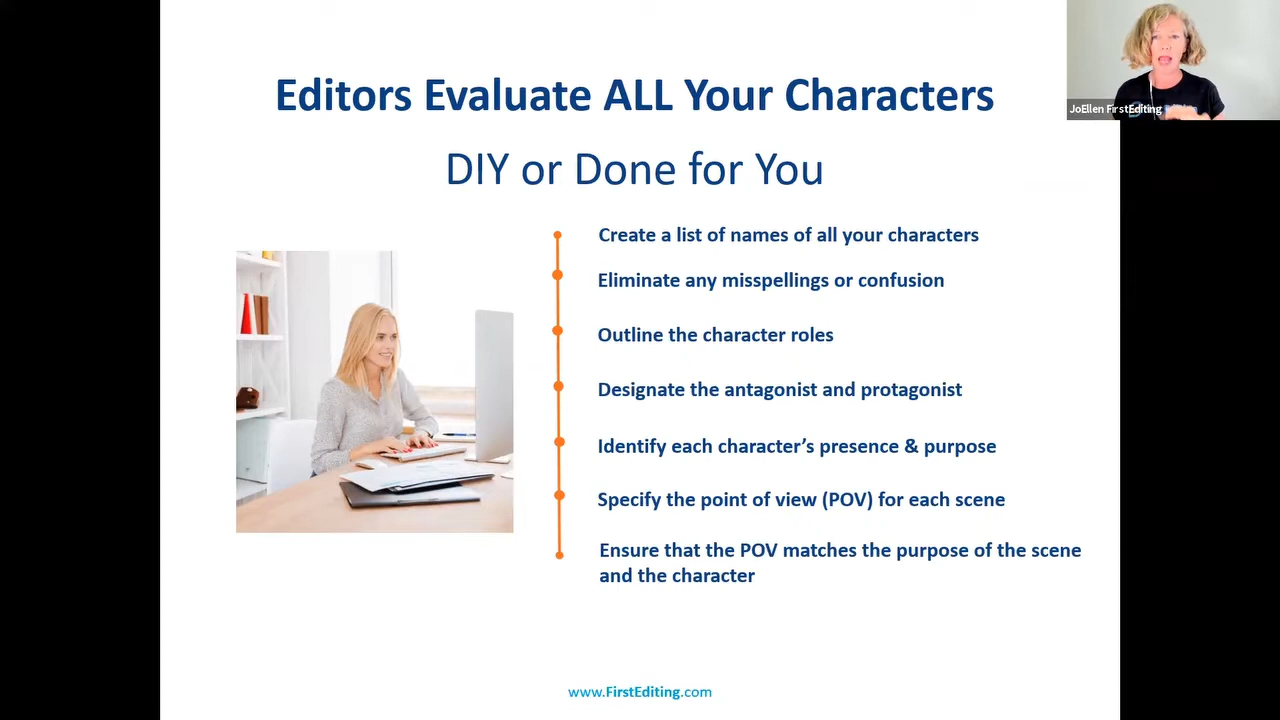 Editors Evaluate ALL Your Characters
JoEllen FirstEditing
DIY or Done for You
Create a list of names of all your characters
Eliminate any misspellings or confusion
Outline the character roles
Designate the antagonist and protagonist
Identify each character’s presence & purpose
Specify the point of view (POV) for each scene
Ensure that the POV matches the purpose of the scene
and the character
www.FirstEditing.com